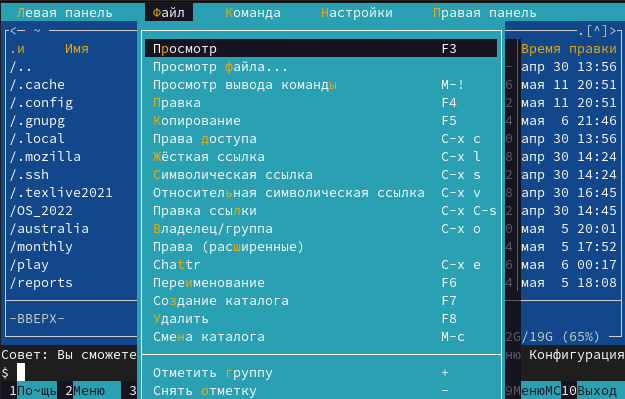 Левая панель Файл Команда Настройки Правая панель
<— ~ .[^]>
.и Имя Время правки
Просмотр F3
/.. Просмотр файла... апр 30 13:56
/.cache Просмотр вывода команды M-! мая 11 20:51
/.config Правка F4 мая 11 20:51
/.gnupg Копирование F5 мая 6 21:46
/.local Права доступа C-x c апр 30 13:56
/.mozilla Жёсткая ссылка C-x l апр 30 14:24
/.ssh Символическая ссылка C-x s апр 30 14:24
/.texlive2021 Относительная символическая ссылка C-x v апр 30 16:45
/OS_2022 Правка ссылки C-x C-s апр 30 14:45
/australia Владелец/группа C-x o мая 5 20:01
/monthly Права (расширенные) мая 5 17:52
/play Chattr C-x e мая 6 00:17
/reports Переименование F6 мая 5 18:08
Создание каталога F7
-ВВЕРХ- Удалить F8
Смена каталога M-c 2G/19G (65%)
Совет: Вы сможете ню Конфигурация
$ Отметить группу +
1По~щь 2Меню 3 Снять отметку - 9МенюMC 10Выход